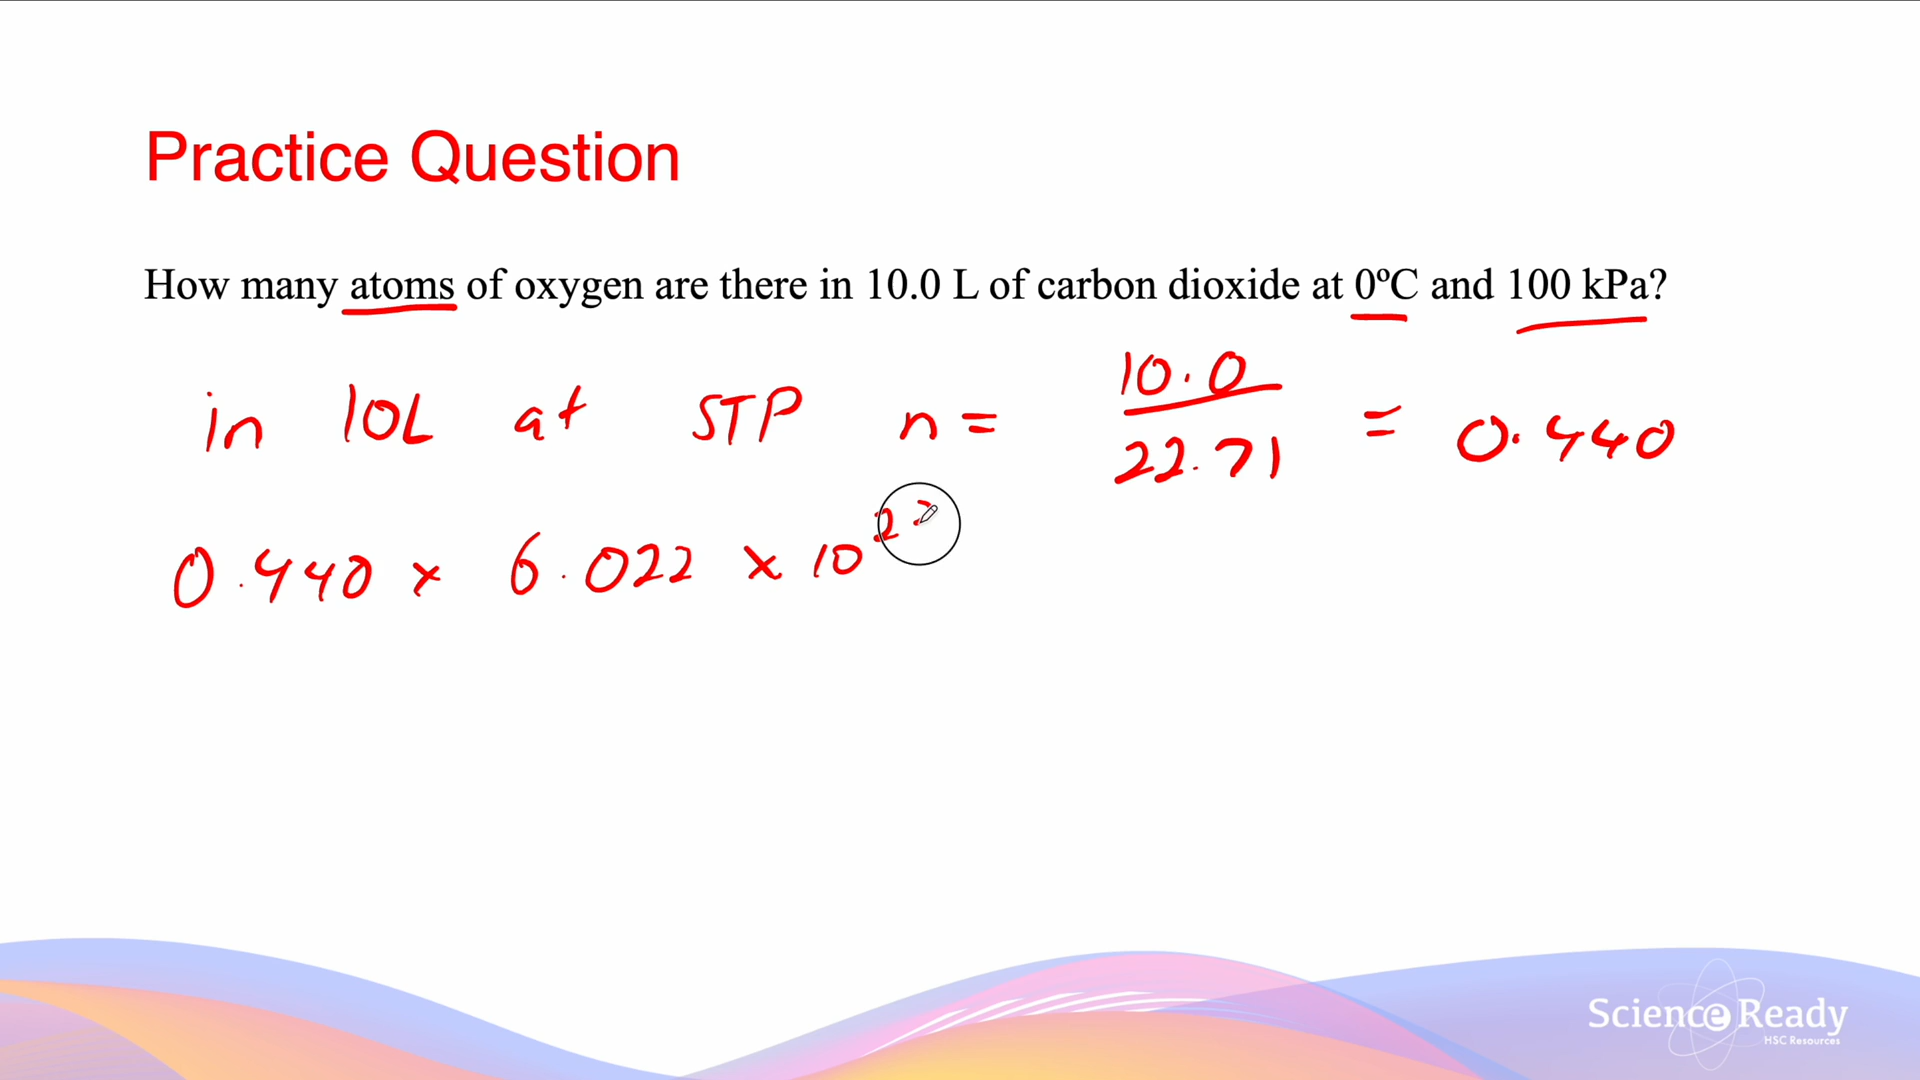 Practice Question
How many atoms of oxygen are there in 10.0 L of carbon dioxide at 0ºC and 100 kPa?
in 10L at STP n = 10.0 / 22.71 = 0.440
0.440 × 6.022 × 10²
Science Ready
HSC Resources